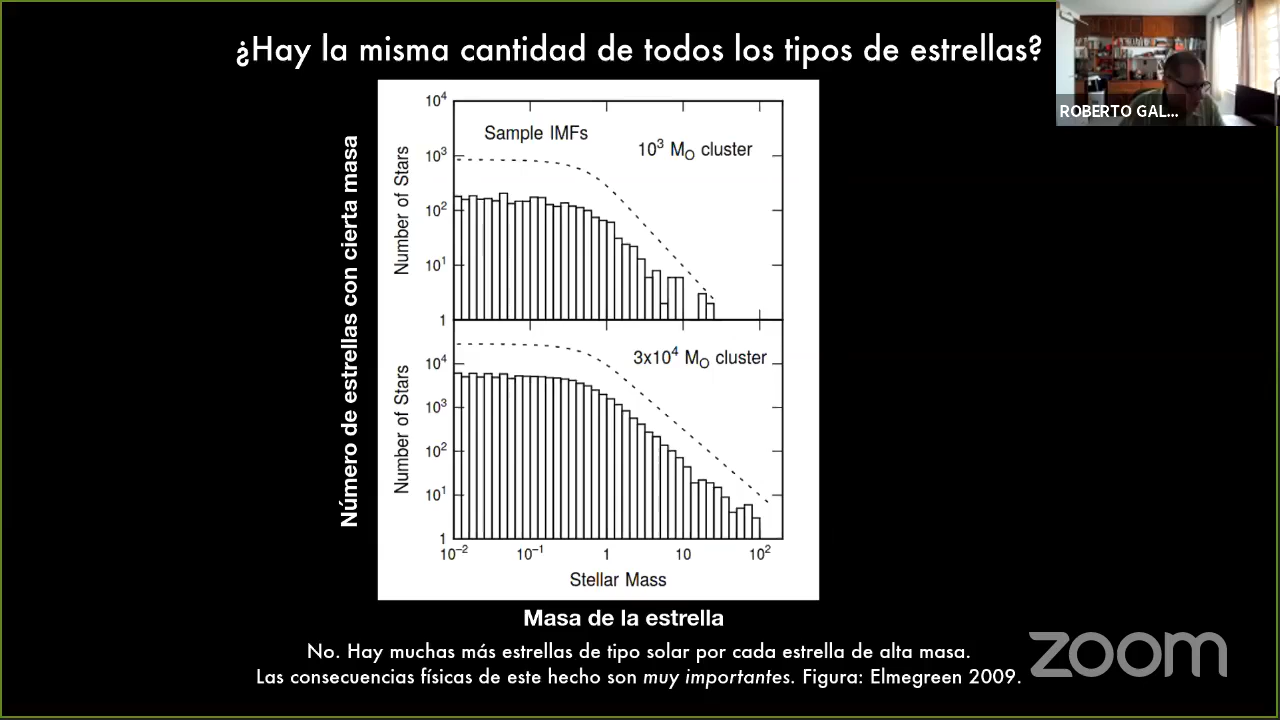 ¿Hay la misma cantidad de todos los tipos de estrellas?
ROBERTO GAL...
Número de estrellas con cierta masa
Number of Stars
10⁴
10³
10²
10¹
1
Sample IMFs
10³ M_O cluster
Number of Stars
10⁴
10³
10²
10¹
1
3x10⁴ M_O cluster
10⁻² 10⁻¹ 1 10 10²
Stellar Mass
Masa de la estrella
No. Hay muchas más estrellas de tipo solar por cada estrella de alta masa.
Las consecuencias físicas de este hecho son muy importantes. Figura: Elmegreen 2009.
zoom